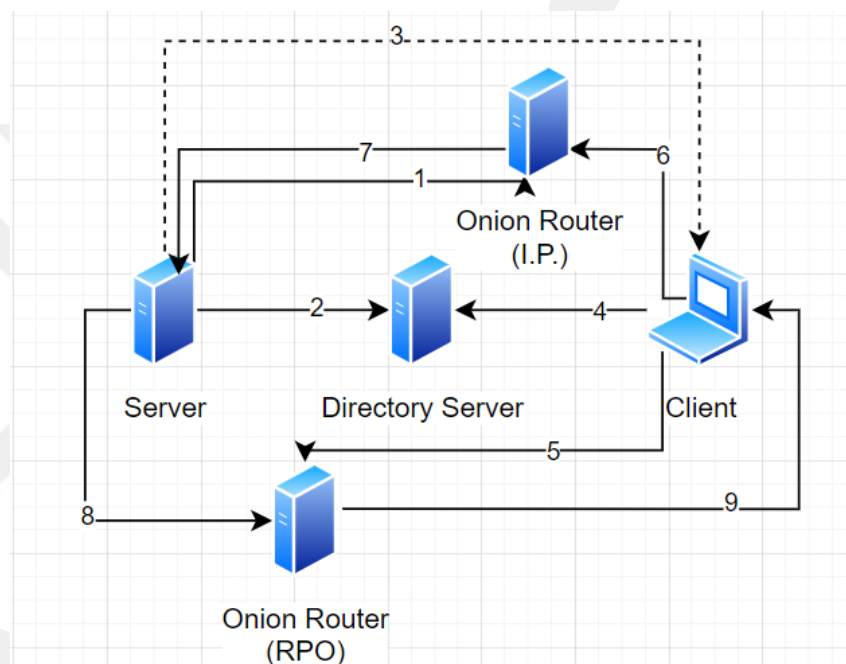 3
7
6
1
Onion Router
(I.P.)
2
4
Server
Directory Server
Client
5
9
8
Onion Router
(RPO)